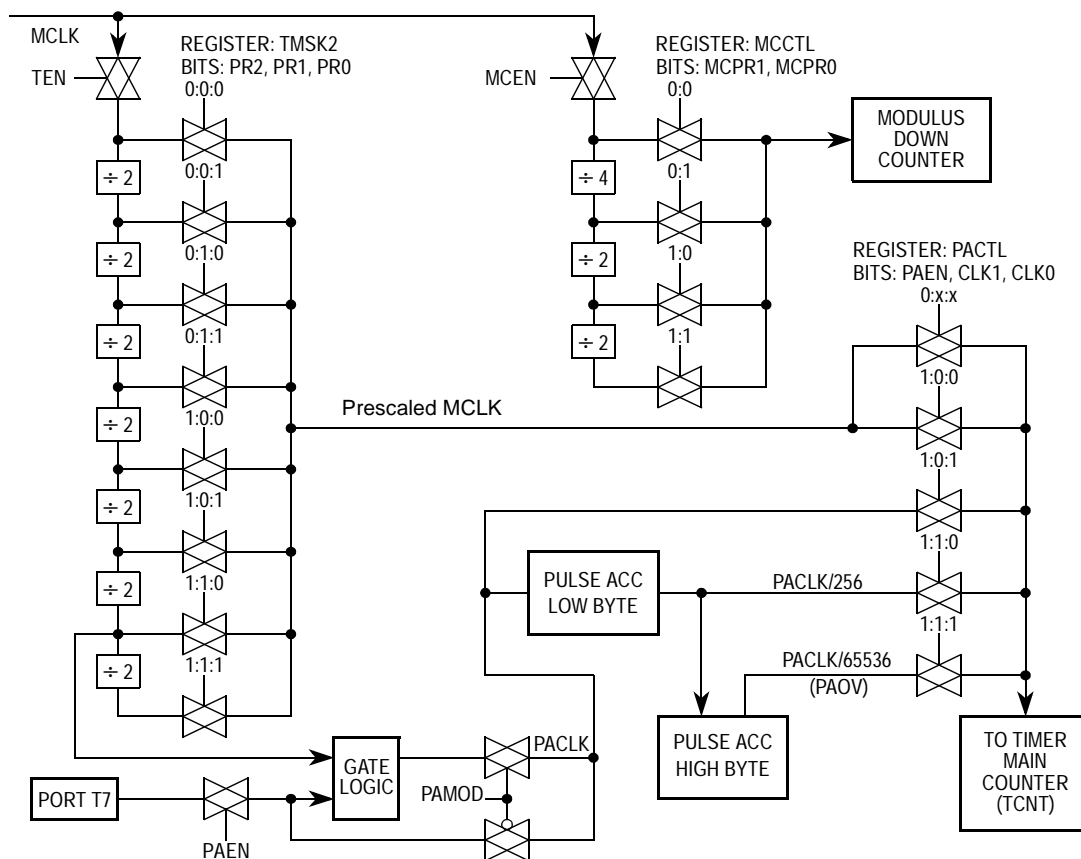 MCLK
TEN
REGISTER: TMSK2
BITS: PR2, PR1, PR0
0:0:0
0:0:1
0:1:0
0:1:1
1:0:0
1:0:1
1:1:0
1:1:1
÷ 2
÷ 2
÷ 2
÷ 2
÷ 2
÷ 2
÷ 2
MCEN
REGISTER: MCCTL
BITS: MCPR1, MCPR0
0:0
0:1
1:0
1:1
÷ 4
÷ 2
÷ 2
MODULUS
DOWN
COUNTER
Prescaled MCLK
REGISTER: PACTL
BITS: PAEN, CLK1, CLK0
0:x:x
1:0:0
1:0:1
1:1:0
1:1:1
PULSE ACC
LOW BYTE
PACLK/256
PACLK/65536
(PAOV)
PULSE ACC
HIGH BYTE
TO TIMER
MAIN
COUNTER
(TCNT)
PORT T7
PAEN
GATE
LOGIC
PACLK
PAMOD